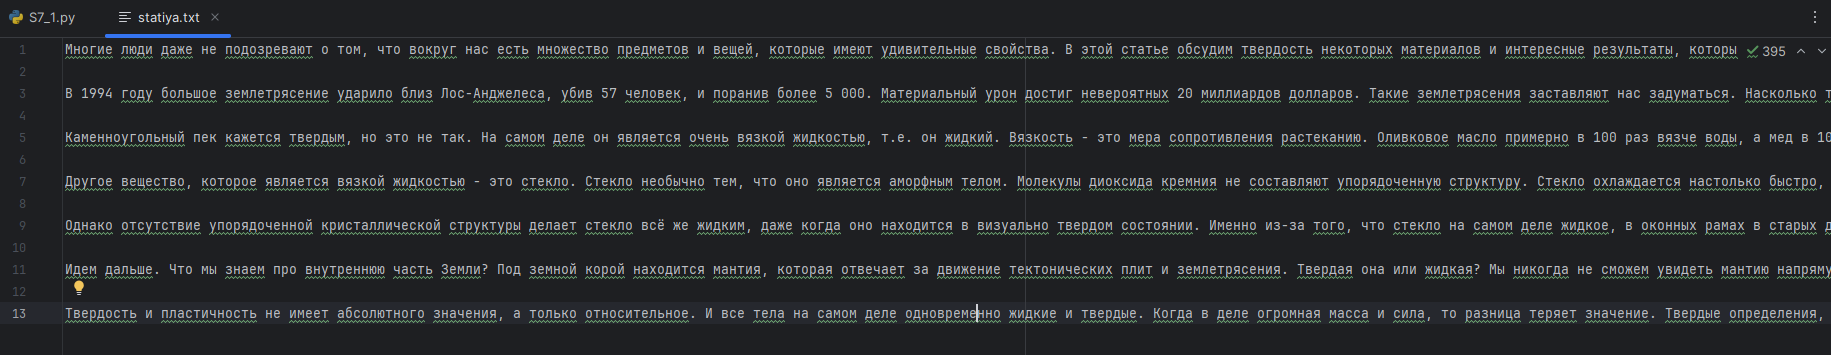 S7_1.py statiya.txt
1 Многие люди даже не подозревают о том, что вокруг нас есть множество предметов и вещей, которые имеют удивительные свойства. В этой статье обсудим твердость некоторых материалов и интересные результаты, 395
2
3 В 1994 году большое землетрясение ударило близ Лос-Анджелеса, убив 57 человек, и поранив более 5 000. Материальный урон достиг невероятных 20 миллиардов долларов. Такие землетрясения заставляют нас задуматься. Насколько
4
5 Каменноугольный пек кажется твердым, но это не так. На самом деле он является очень вязкой жидкостью, т.е. он жидкий. Вязкость - это мера сопротивления растеканию. Оливковое масло примерно в 100 раз вязче воды, а мед в
6
7 Другое вещество, которое является вязкой жидкостью - это стекло. Стекло необычно тем, что оно является аморфным телом. Молекулы диоксида кремния не составляют упорядоченную структуру. Стекло охлаждается настолько быстро,
8
9 Однако отсутствие упорядоченной кристаллической структуры делает стекло всё же жидким, даже когда оно находится в визуально твердом состоянии. Именно из-за того, что стекло на самом деле жидкое, в оконных рамах в старых
10
11 Идем дальше. Что мы знаем про внутреннюю часть Земли? Под земной корой находится мантия, которая отвечает за движение тектонических плит и землетрясения. Твердая она или жидкая? Мы никогда не сможем увидеть мантию
12
13 Твердость и пластичность не имеет абсолютного значения, а только относительное. И все тела на самом деле одновременно жидкие и твердые. Когда в деле огромная масса и сила, то разница теряет значение. Твердые определения,